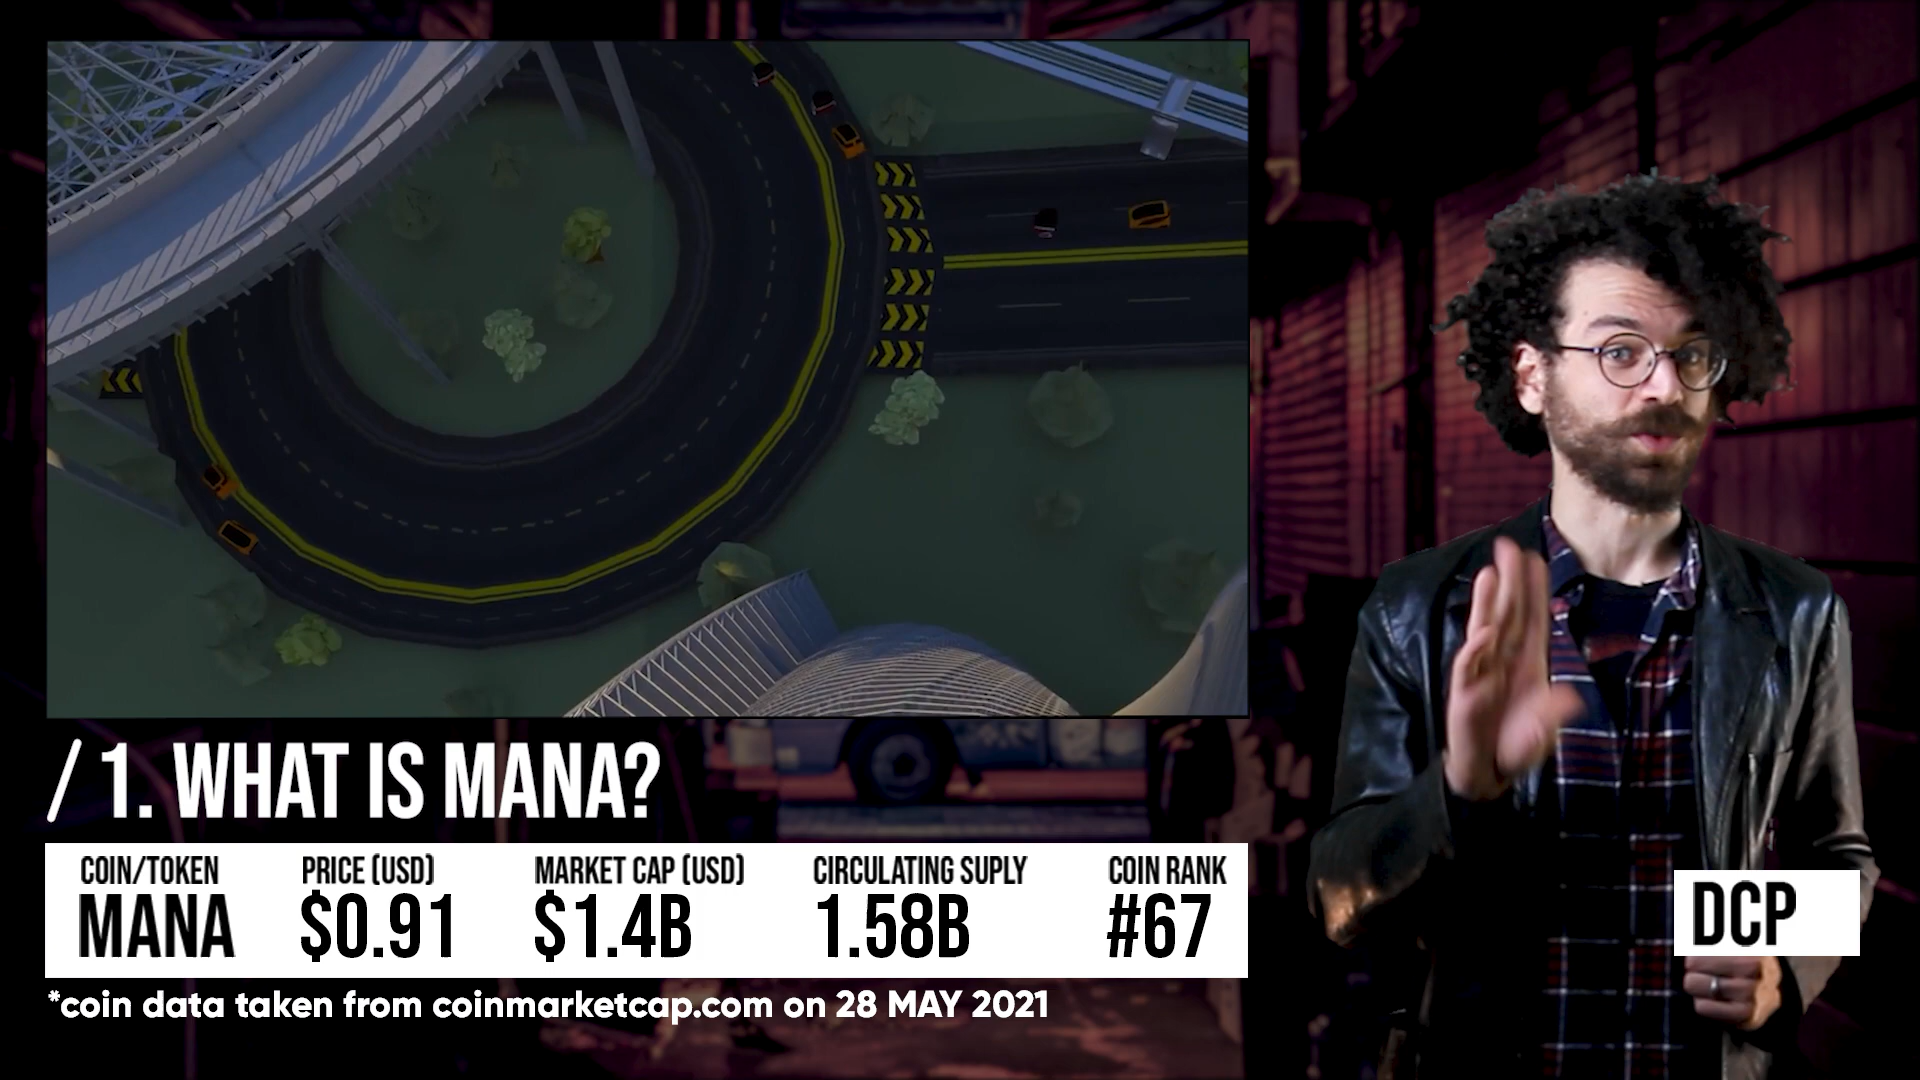 / 1. WHAT IS MANA?
COIN/TOKEN PRICE (USD) MARKET CAP (USD) CIRCULATING SUPLY COIN RANK
MANA $0.91 $1.4B 1.58B #67
DCP
*coin data taken from coinmarketcap.com on 28 MAY 2021